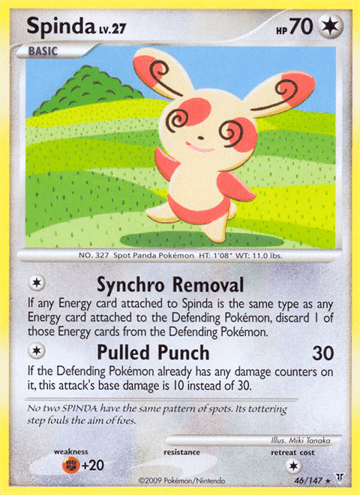 Spinda LV.27
HP 70
BASIC
NO. 327 Spot Panda Pokémon HT: 1'08" WT: 11.0 lbs.
Synchro Removal
If any Energy card attached to Spinda is the same type as any
Energy card attached to the Defending Pokémon, discard 1 of
those Energy cards from the Defending Pokémon.
Pulled Punch 30
If the Defending Pokémon already has any damage counters on
it, this attack's base damage is 10 instead of 30.
No two SPINDA have the same pattern of spots. Its tottering
step fouls the aim of foes.
Illus. Miki Tanaka
weakness resistance retreat cost
+20
©2009 Pokémon/Nintendo 46/147 ★